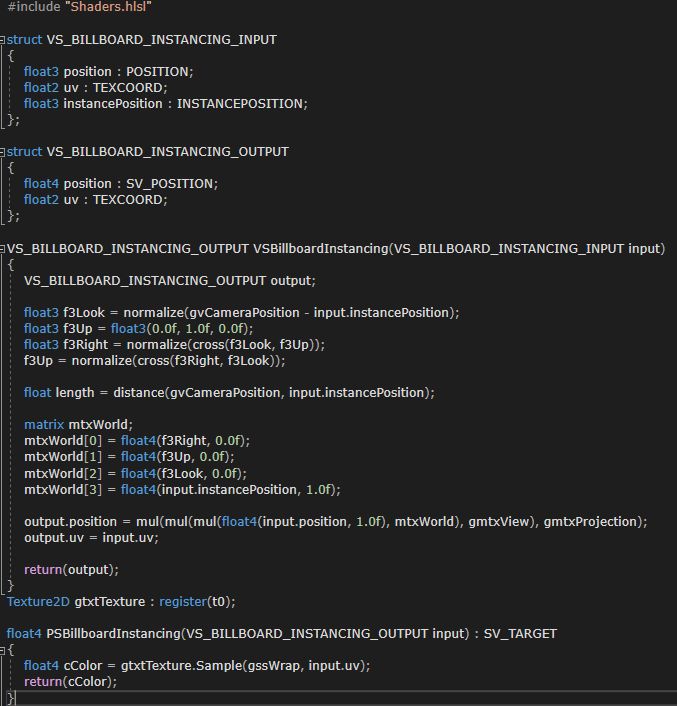 #include "Shaders.hlsl"
struct VS_BILLBOARD_INSTANCING_INPUT
{
float3 position : POSITION;
float2 uv : TEXCOORD;
float3 instancePosition : INSTANCEPOSITION;
};
struct VS_BILLBOARD_INSTANCING_OUTPUT
{
float4 position : SV_POSITION;
float2 uv : TEXCOORD;
};
VS_BILLBOARD_INSTANCING_OUTPUT VSBillboardInstancing(VS_BILLBOARD_INSTANCING_INPUT input)
{
VS_BILLBOARD_INSTANCING_OUTPUT output;
float3 f3Look = normalize(gvCameraPosition - input.instancePosition);
float3 f3Up = float3(0.0f, 1.0f, 0.0f);
float3 f3Right = normalize(cross(f3Look, f3Up));
f3Up = normalize(cross(f3Right, f3Look));
float length = distance(gvCameraPosition, input.instancePosition);
matrix mtxWorld;
mtxWorld[0] = float4(f3Right, 0.0f);
mtxWorld[1] = float4(f3Up, 0.0f);
mtxWorld[2] = float4(f3Look, 0.0f);
mtxWorld[3] = float4(input.instancePosition, 1.0f);
output.position = mul(mul(mul(float4(input.position, 1.0f), mtxWorld), gmtxView), gmtxProjection);
output.uv = input.uv;
return(output);
}
Texture2D gtxtTexture : register(t0);
float4 PSBillboardInstancing(VS_BILLBOARD_INSTANCING_OUTPUT input) : SV_TARGET
{
float4 cColor = gtxtTexture.Sample(gssWrap, input.uv);
return(cColor);
}